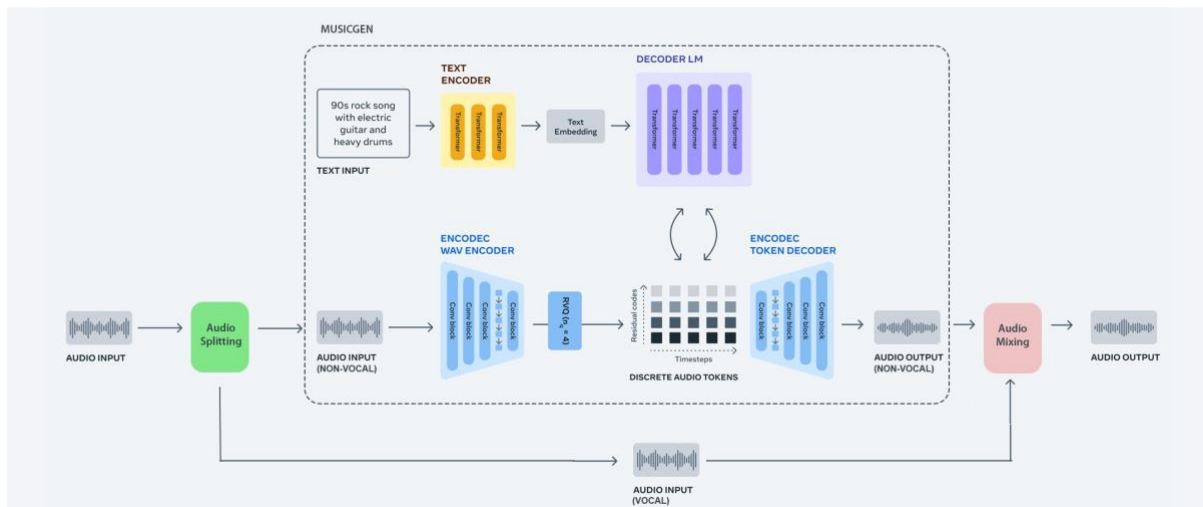 MUSICGEN
TEXT
ENCODER
DECODER LM
90s rock song
with electric
guitar and
heavy drums
Transformer
Transformer
Transformer
Text
Embedding
Transformer
Transformer
Transformer
Transformer
Transformer
TEXT INPUT
ENCODEC
WAV ENCODER
ENCODEC
TOKEN DECODER
Audio
Splitting
Conv block
Conv block
Conv block
Conv block
RVQ (n_q = 4)
Residual codes
Timesteps
Conv block
Conv block
Conv block
Conv block
Audio
Mixing
AUDIO INPUT
AUDIO INPUT
(NON-VOCAL)
DISCRETE AUDIO TOKENS
AUDIO OUTPUT
(NON-VOCAL)
AUDIO OUTPUT
AUDIO INPUT
(VOCAL)